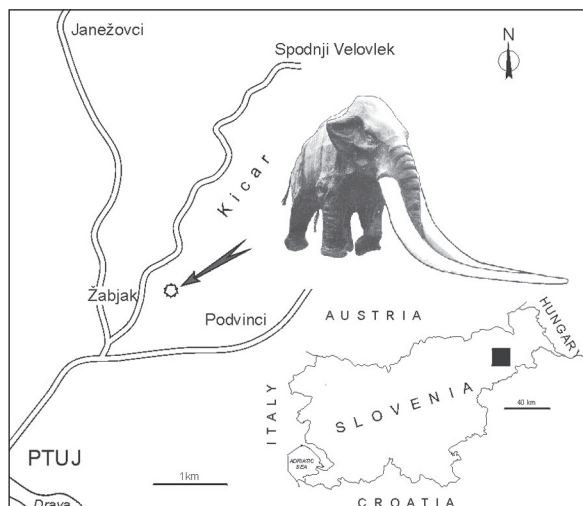 Janežovci
Spodnji Velovlek
N
Kicar
Žabjak
Podvinci
PTUJ
1km
Drava
AUSTRIA
HUNGARY
ITALY
SLOVENIA
40 km
ADRIATIC
SEA
CROATIA